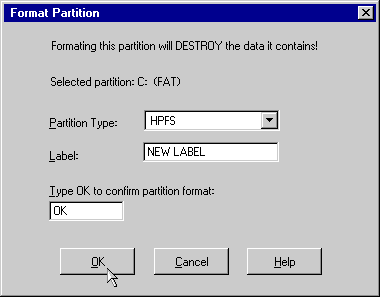 Format Partition
Formating this partition will DESTROY the data it contains!
Selected partition: C: (FAT)
Partition Type: HPFS
Label: NEW LABEL
Type OK to confirm partition format:
OK
OK Cancel Help